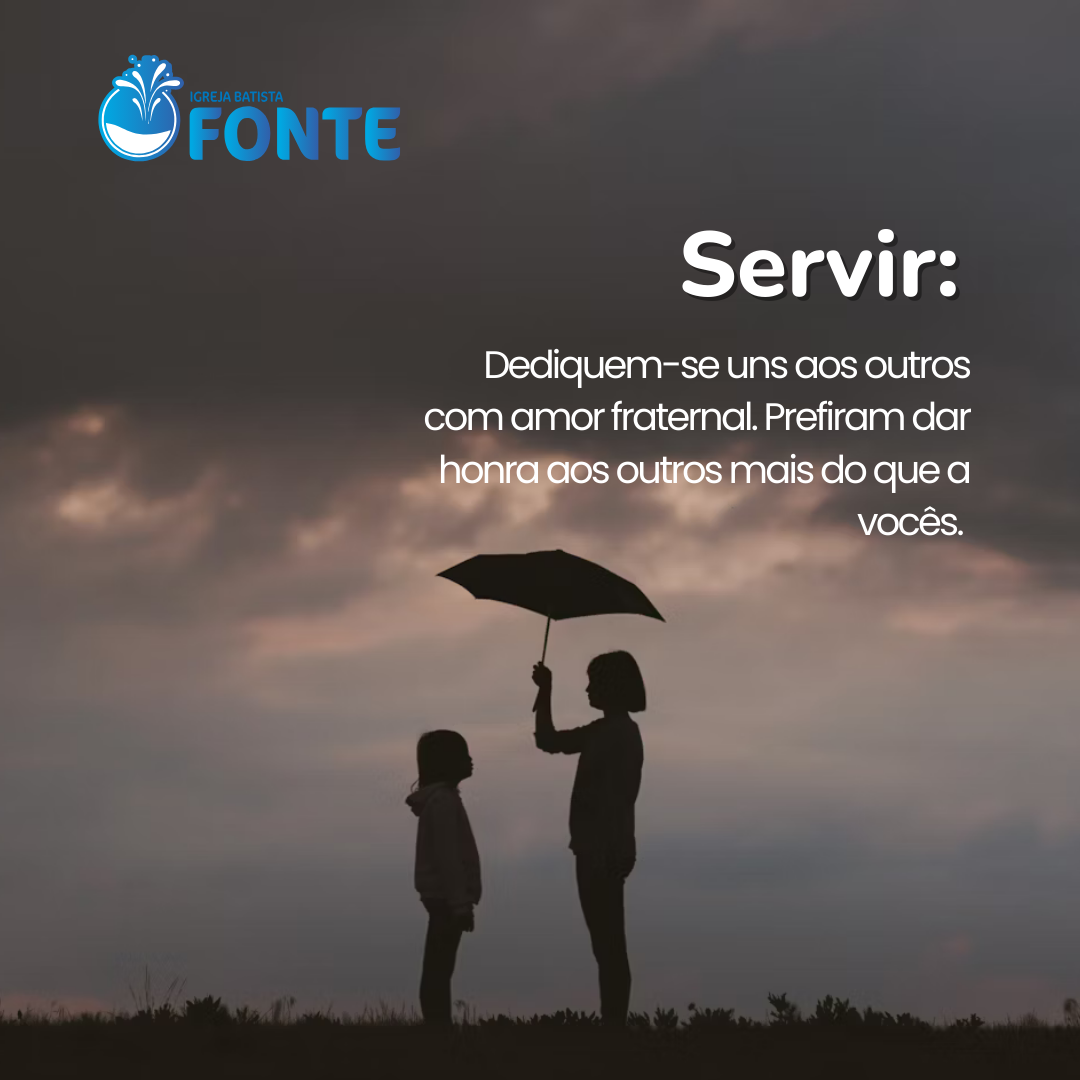 IGREJA BATISTA
FONTE
Servir:
Dediquem-se uns aos outros
com amor fraternal. Prefiram dar
honra aos outros mais do que a
vocês.